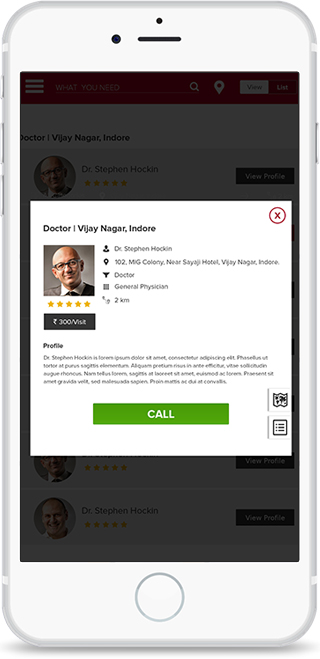 WHAT YOU NEED
View
List
Doctor | Vijay Nagar, Indore
Dr. Stephen Hockin
View Profile
X
Doctor | Vijay Nagar, Indore
Dr. Stephen Hockin
102, MIG Colony, Near Sayaji Hotel, Vijay Nagar, Indore.
Doctor
General Physician
2 km
₹ 300/Visit
Profile
Dr. Stephen Hockin is lorem ipsum dolor sit amet, consectetur adipiscing elit. Phasellus ut
tortor at purus sagittis elementum. Aliquam pretium risus in ante efficitur, vitae sollicitudin
augue rhoncus. Nam tellus lorem, sagittis at laoreet sit amet, euismod ac lorem. Praesent sit
amet gravida velit, sed malesuada sapien. Proin mattis ac dui at convallis.
CALL
View Profile
Dr. Stephen Hockin
View Profile